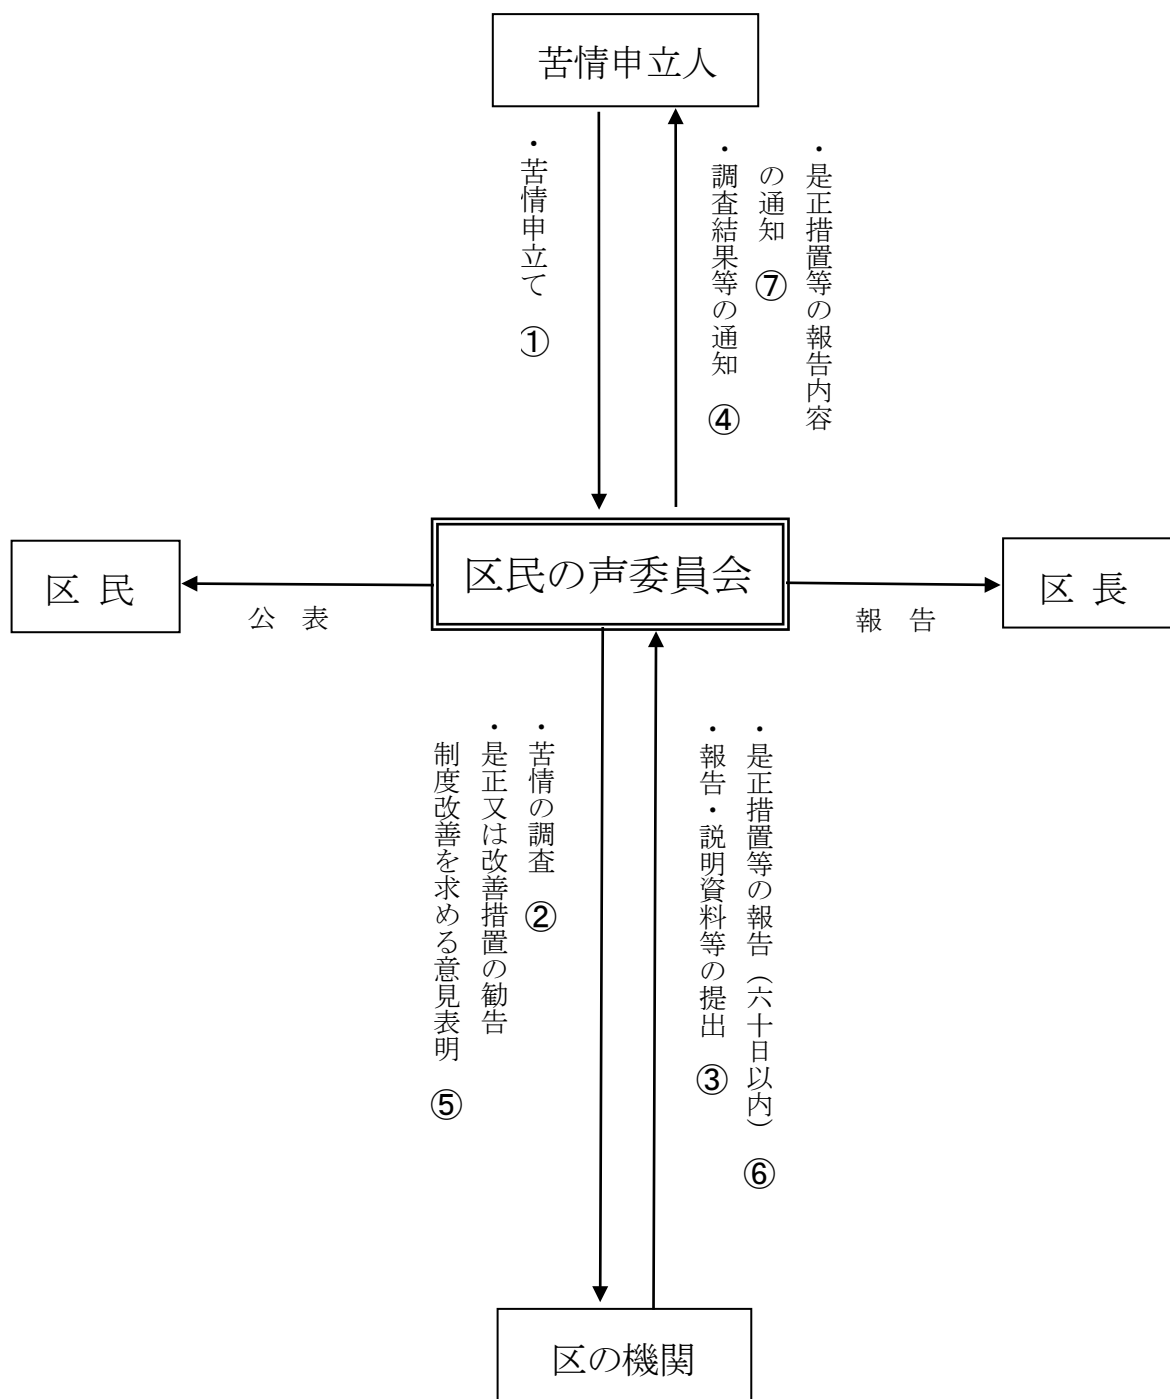 苦情申立人
・苦情申立て ①
・是正措置等の報告内容
の通知 ⑦
・調査結果等の通知 ④
区民の声委員会
区 民
公 表
報 告
区 長
・苦情の調査 ②
・是正又は改善措置の勧告
制度改善を求める意見表明 ⑤
・是正措置等の報告（六十日以内） ⑥
・報告・説明資料等の提出 ③
区の機関